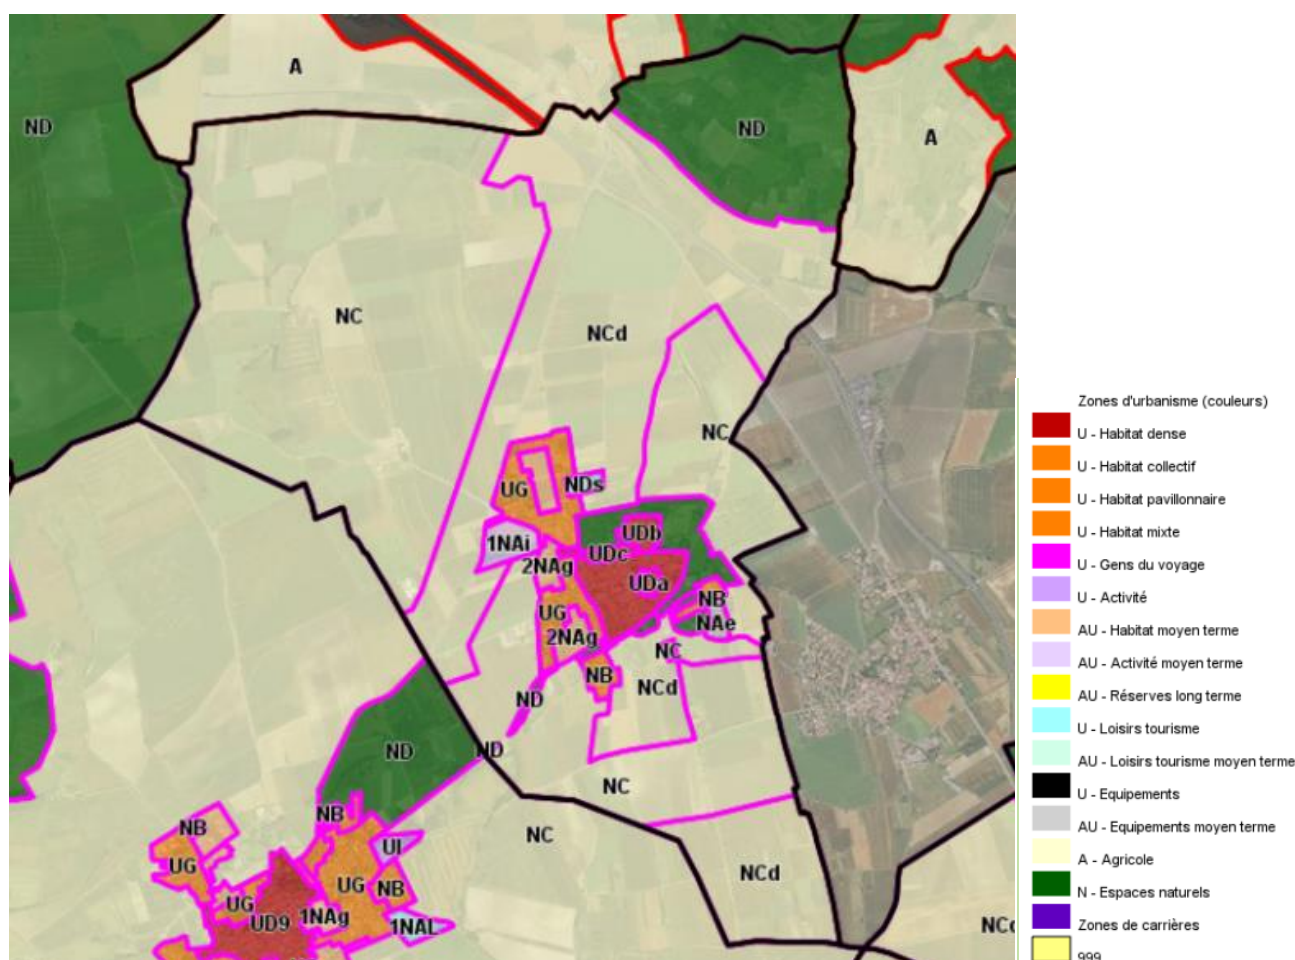 A
ND
ND
A
NC
NCd
NC
UG
NDs
1NAi
UDb
UDc
2NAg
UDa
UG
NB
2NAg
NAe
NC
NB
NCd
ND
ND
ND
NC
NB
NB
NC
UI
UG
UG
NB
NCd
UG
1NAg
UD9
1NAL
Zones d'urbanisme (couleurs)
U - Habitat dense
U - Habitat collectif
U - Habitat pavillonnaire
U - Habitat mixte
U - Gens du voyage
U - Activité
AU - Habitat moyen terme
AU - Activité moyen terme
AU - Réserves long terme
U - Loisirs tourisme
AU - Loisirs tourisme moyen terme
U - Equipements
AU - Equipements moyen terme
A - Agricole
N - Espaces naturels
Zones de carrières
999